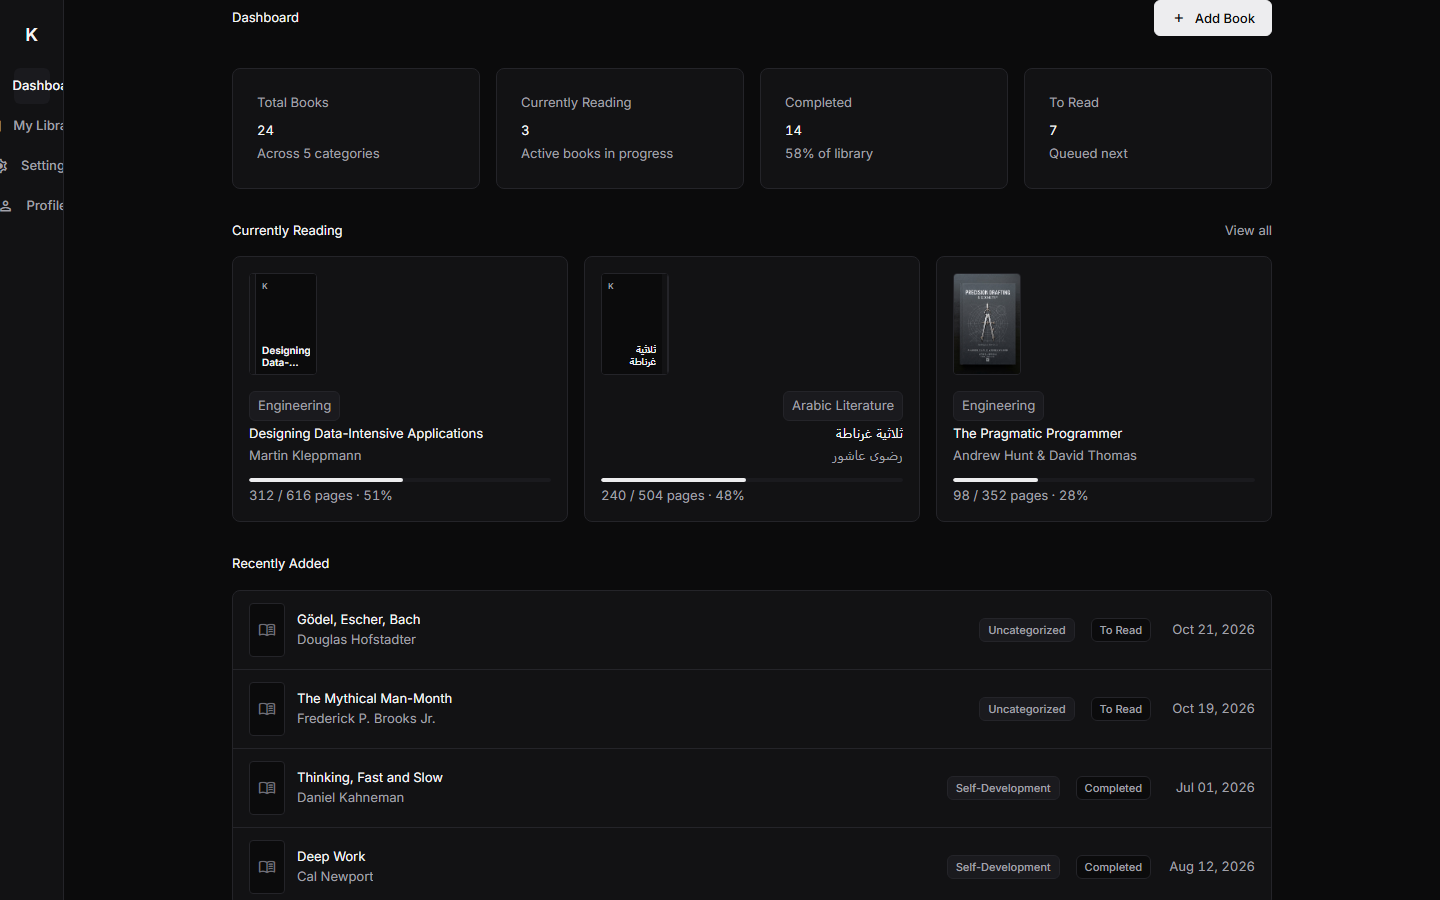 K
Dashboa
My Libra
Setting
Profile
Dashboard
+ Add Book
Total Books
24
Across 5 categories
Currently Reading
3
Active books in progress
Completed
14
58% of library
To Read
7
Queued next
Currently Reading
View all
K
Designing
Data-...
Engineering
Designing Data-Intensive Applications
Martin Kleppmann
312 / 616 pages · 51%
K
ثلاثية
غرناطة
Arabic Literature
ثلاثية غرناطة
رضوى عاشور
240 / 504 pages · 48%
PRECISION DRAFTING
Engineering
The Pragmatic Programmer
Andrew Hunt & David Thomas
98 / 352 pages · 28%
Recently Added
Gödel, Escher, Bach
Douglas Hofstadter
Uncategorized
To Read
Oct 21, 2026
The Mythical Man-Month
Frederick P. Brooks Jr.
Uncategorized
To Read
Oct 19, 2026
Thinking, Fast and Slow
Daniel Kahneman
Self-Development
Completed
Jul 01, 2026
Deep Work
Cal Newport
Self-Development
Completed
Aug 12, 2026